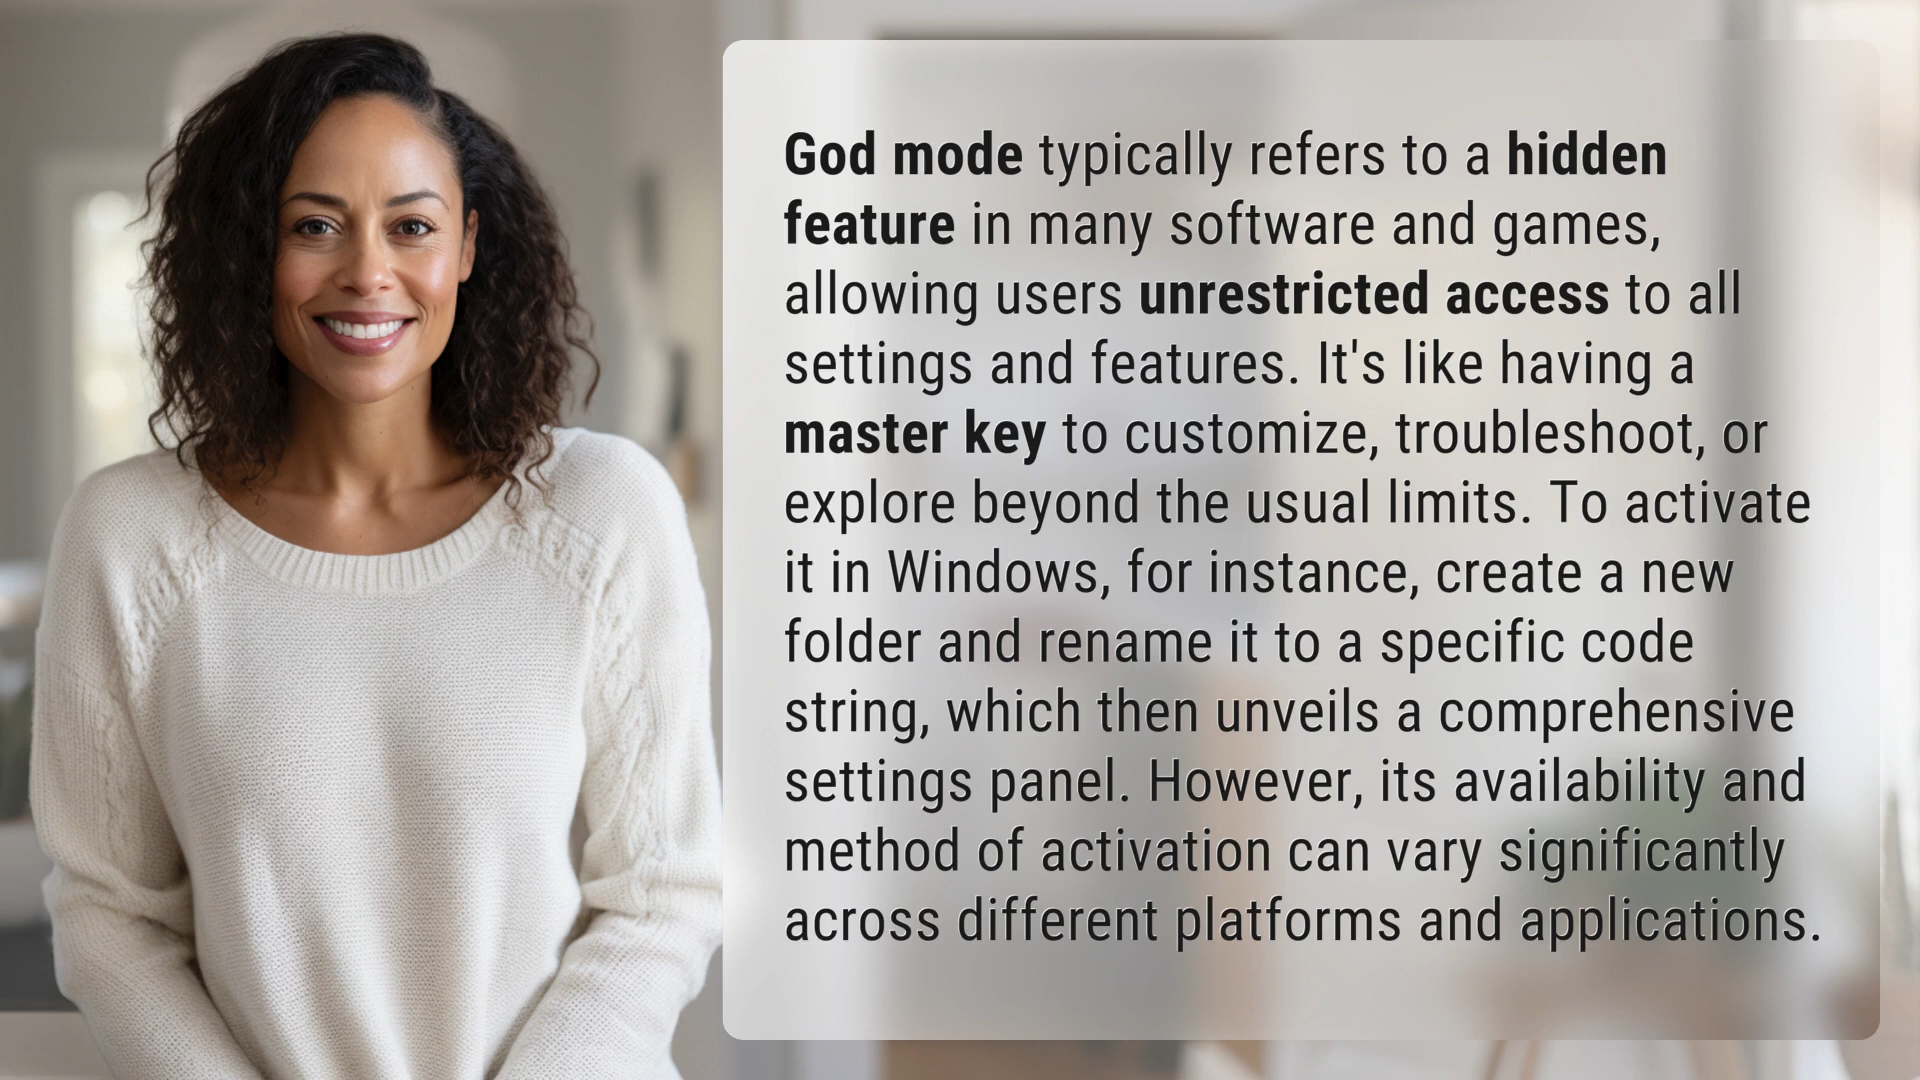 God mode typically refers to a hidden
feature in many software and games,
allowing users unrestricted access to all
settings and features. It's like having a
master key to customize, troubleshoot, or
explore beyond the usual limits. To activate
it in Windows, for instance, create a new
folder and rename it to a specific code
string, which then unveils a comprehensive
settings panel. However, its availability and
method of activation can vary significantly
across different platforms and applications.